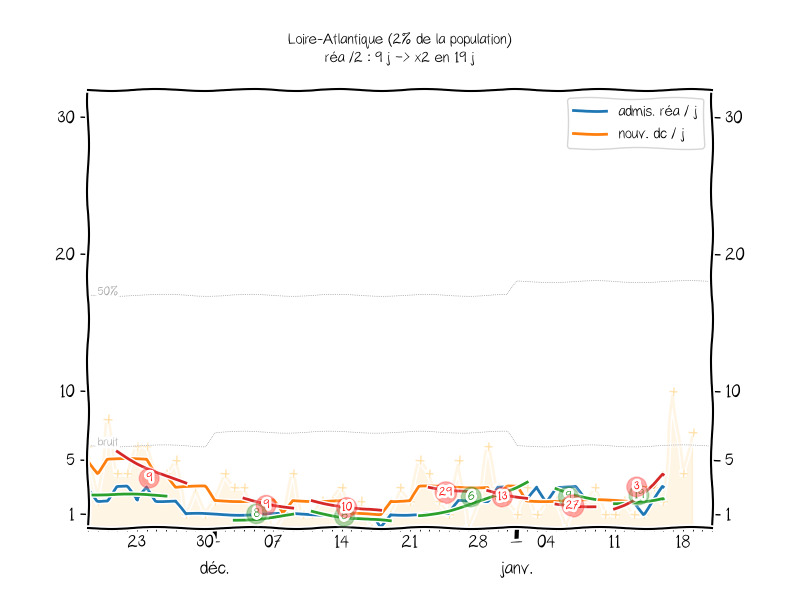 Loire-Atlantique (2% de la population)
réa /2 : 9 j -> x2 en 19 j
admis. réa / j
nouv. dc / j
30 30
20 20
50%
10 10
bruit
5 5
9 9 8 10 29 6 13 27 3
1 1
23 30 07 14 21 28 04 11 18
déc. janv.